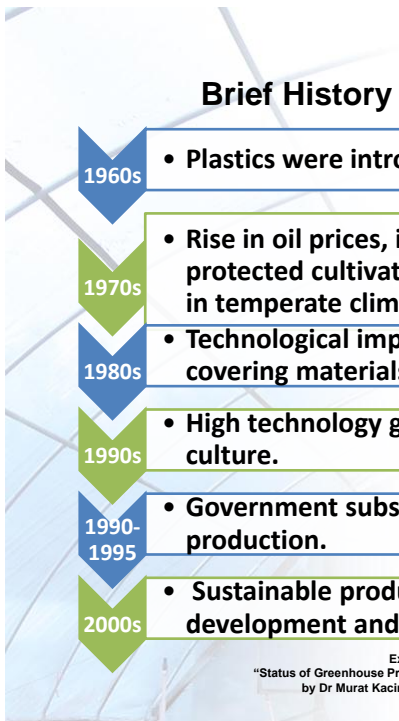 Brief History
1960s
• Plastics were intro
1970s
• Rise in oil prices, i
protected cultivat
in temperate clim
1980s
• Technological imp
covering materials
1990s
• High technology g
culture.
1990-
1995
• Government subs
production.
2000s
• Sustainable produ
development and
Ex
“Status of Greenhouse Pr
by Dr Murat Kacir